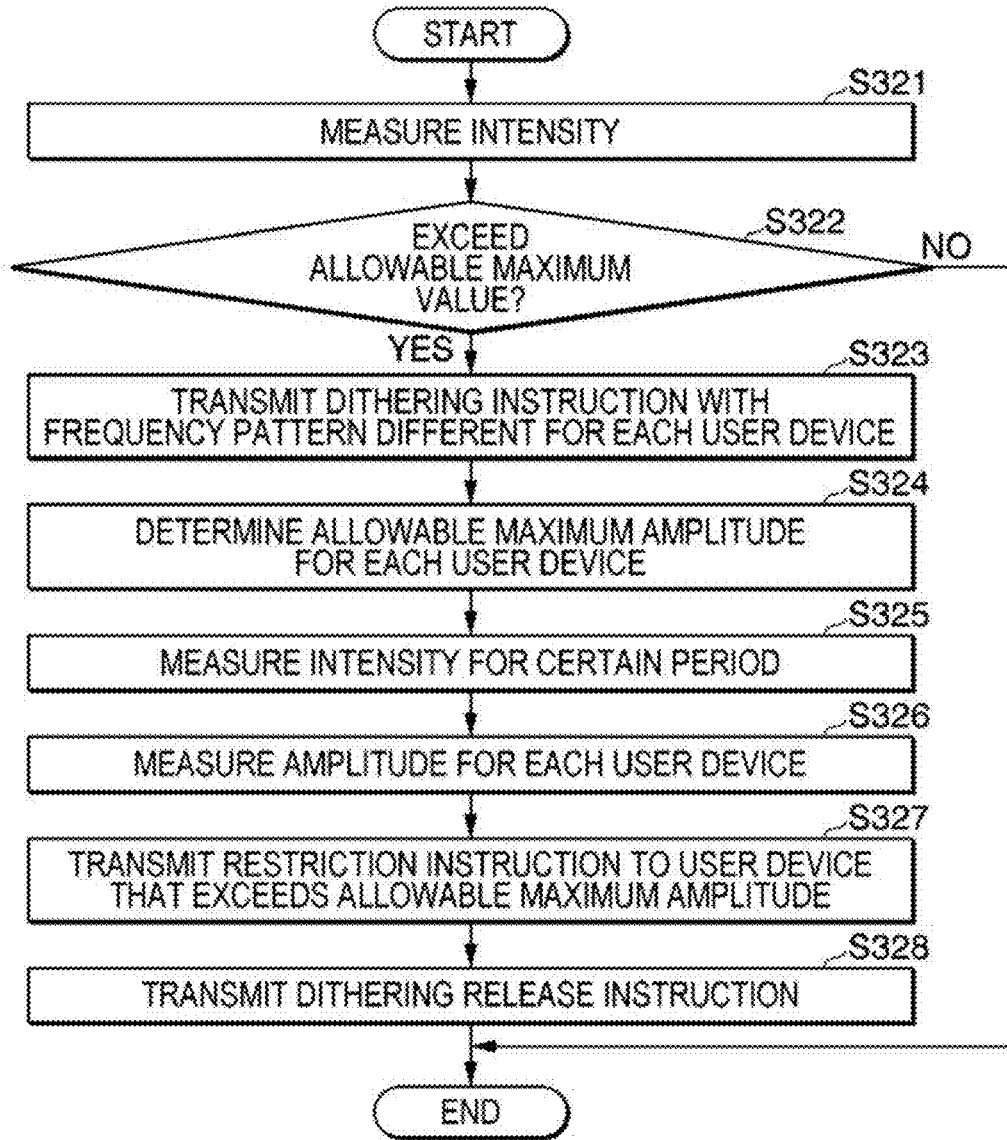 START
S321
MEASURE INTENSITY
S322
EXCEED
ALLOWABLE MAXIMUM
VALUE?
NO
YES
S323
TRANSMIT DITHERING INSTRUCTION WITH
FREQUENCY PATTERN DIFFERENT FOR EACH USER DEVICE
S324
DETERMINE ALLOWABLE MAXIMUM AMPLITUDE
FOR EACH USER DEVICE
S325
MEASURE INTENSITY FOR CERTAIN PERIOD
S326
MEASURE AMPLITUDE FOR EACH USER DEVICE
S327
TRANSMIT RESTRICTION INSTRUCTION TO USER DEVICE
THAT EXCEEDS ALLOWABLE MAXIMUM AMPLITUDE
S328
TRANSMIT DITHERING RELEASE INSTRUCTION
END